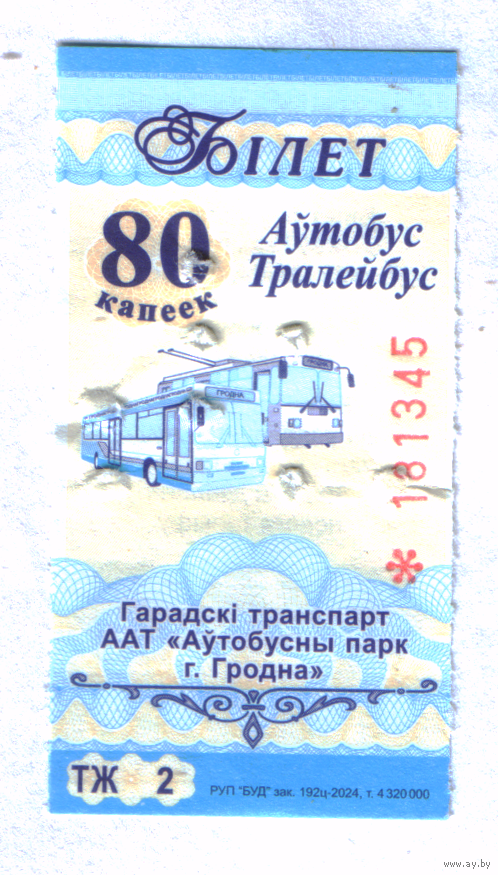 Білет
80
капеек
Аўтобус
Тралейбус
ГРОДНА
ГРОДНА
* 181345
Гарадскі транспарт
ААТ «Аўтобусны парк
г. Гродна»
ТЖ 2
РУП "БУД" зак. 192ц-2024, т. 4 320 000
www.ay.by